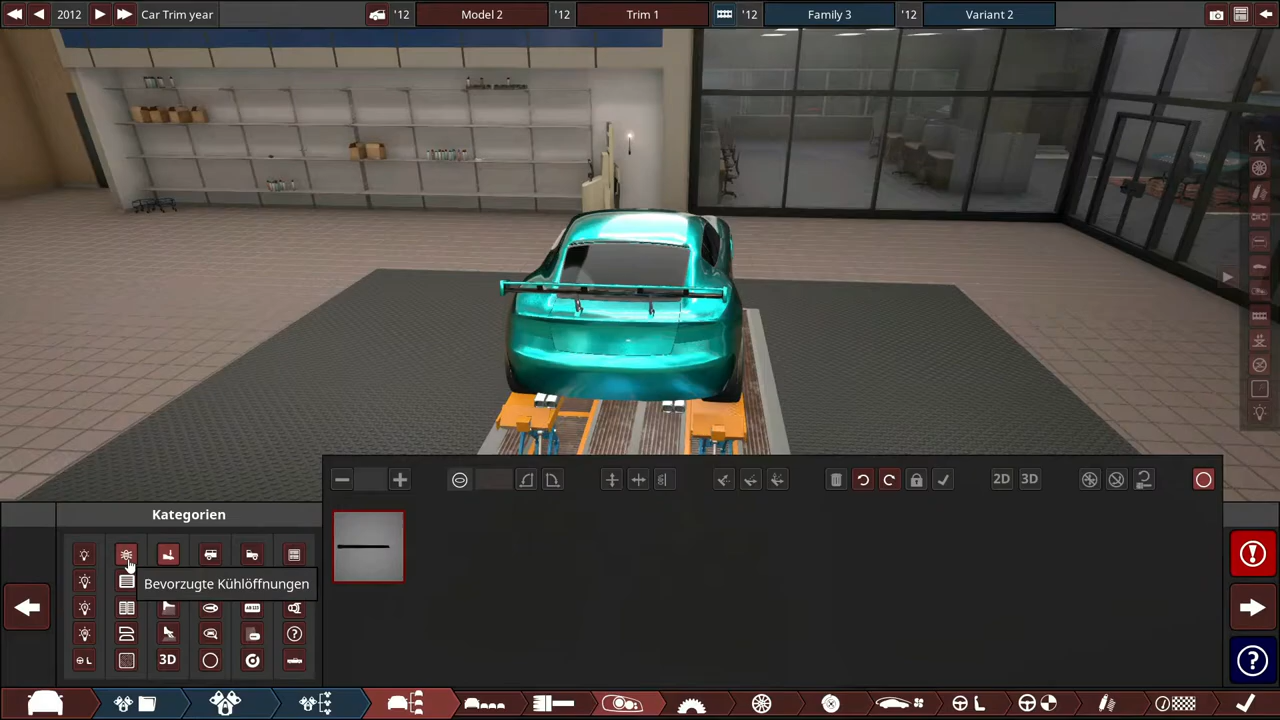 2012 Car Trim year '12 Model 2 '12 Trim 1 '12 Family 3 '12 Variant 2
2D 3D
Kategorien
Bevorzugte Kühlöffnungen
L 3D